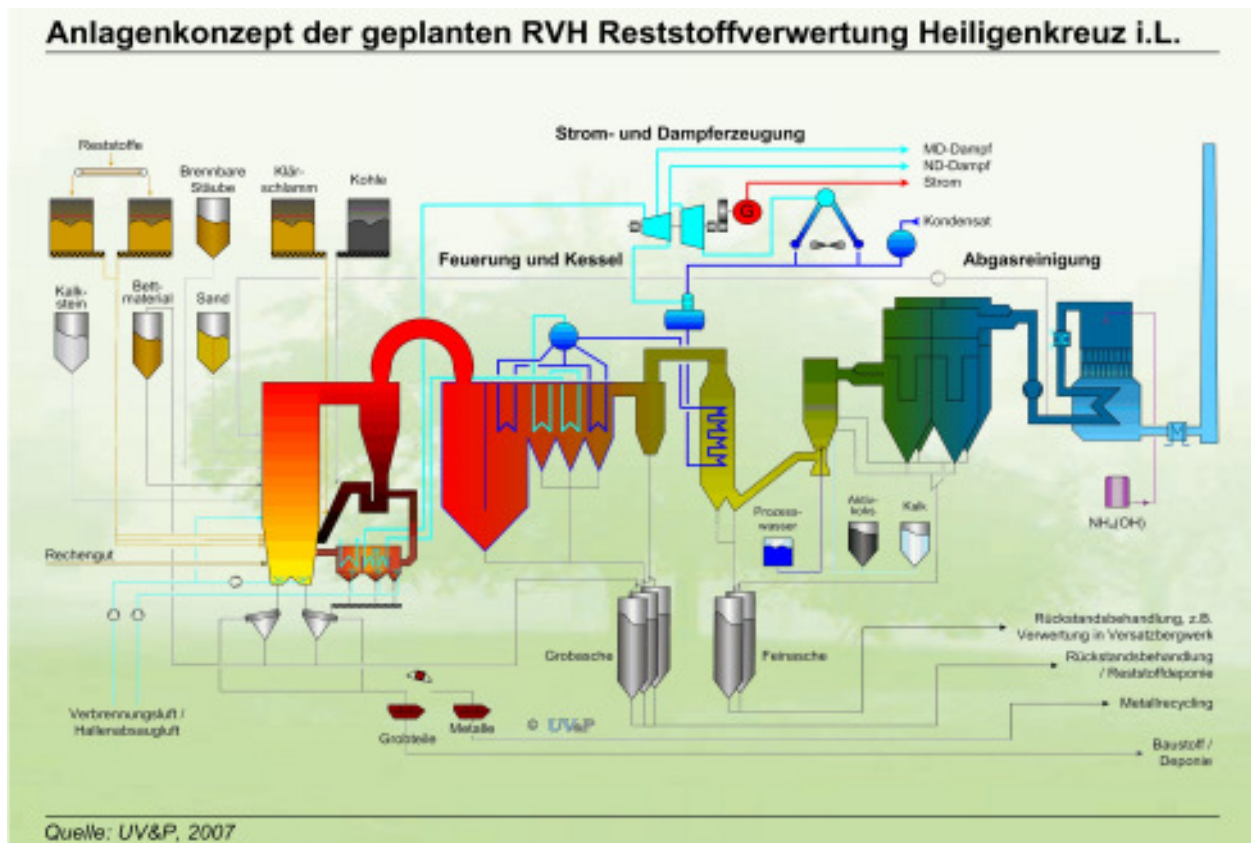 Anlagenkonzept der geplanten RVH Reststoffverwertung Heiligenkreuz i.L.
Strom- und Dampferzeugung
Reststoffe
Brennbare
Stäube
Klär-
schlamm
Kohle
MD-Dampf
ND-Dampf
Strom
G
Kondensat
Feuerung und Kessel
Abgasreinigung
Kalk-
stein
Bett-
material
Sand
Prozess-
wasser
Aktiv-
koks
Kalk
NH₄(OH)
Rechengut
Grobasche
Feinasche
Rückstandsbehandlung, z.B.
Verwertung in Versatzbergwerk
Rückstandsbehandlung
/ Reststoffdeponie
Metallrecycling
Verbrennungsluft /
Hallenabsaugluft
Grobteile
Metalle
© UV&P
Baustoff /
Deponie
Quelle: UV&P, 2007